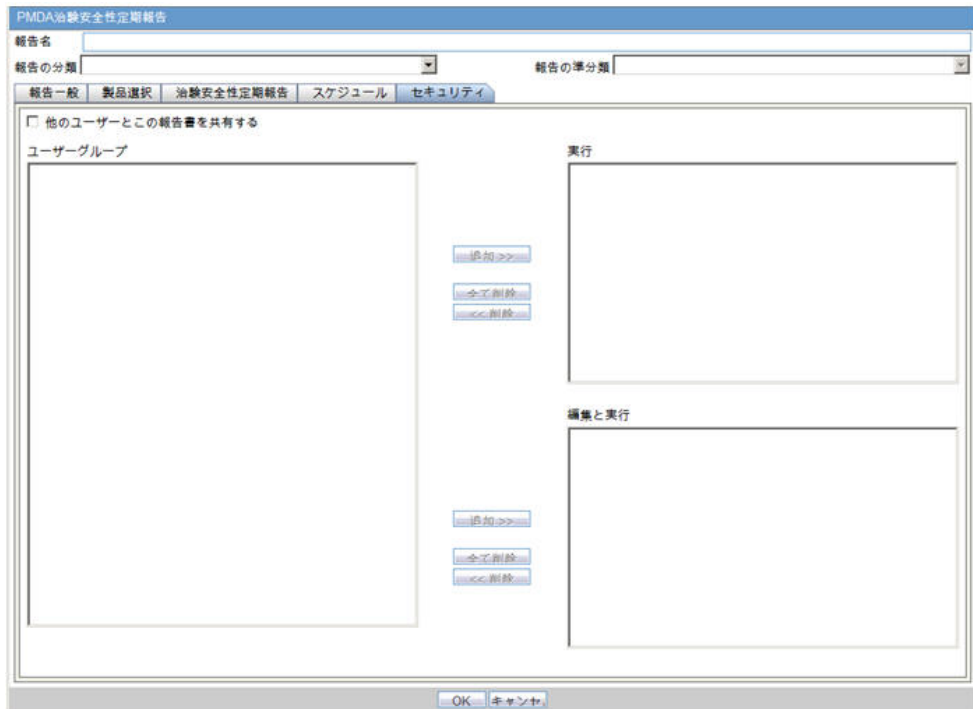 PMDA治験安全性定期報告
報告名
報告の分類 報告の準分類
報告一般 製品選択 治験安全性定期報告 スケジュール セキュリティ
他のユーザーとこの報告書を共有する
ユーザーグループ 実行
追加 >>
全て削除
<< 削除
編集と実行
追加 >>
全て削除
<< 削除
OK キャンセ